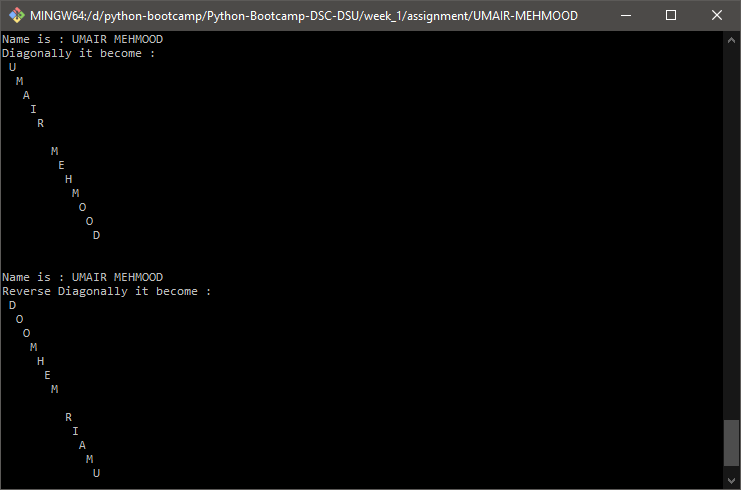 MINGW64:/d/python-bootcamp/Python-Bootcamp-DSC-DSU/week_1/assignment/UMAIR-MEHMOOD
Name is : UMAIR MEHMOOD
Diagonally it become :
 U
  M
   A
    I
     R

       M
        E
         H
          M
           O
            O
             D

Name is : UMAIR MEHMOOD
Reverse Diagonally it become :
 D
  O
   O
    M
     H
      E
       M

         R
          I
           A
            M
             U